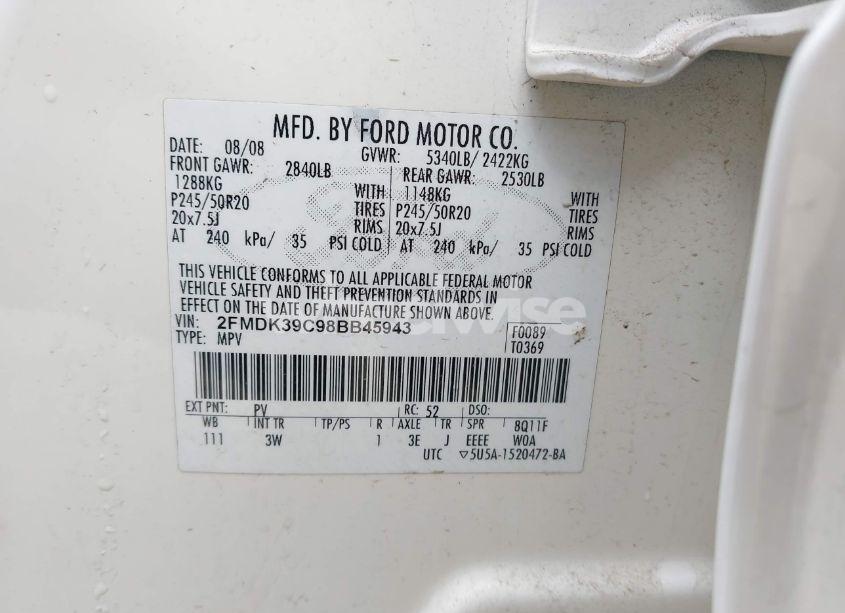 MFD. BY FORD MOTOR CO.
DATE: 08/08 GVWR: 5340LB/ 2422KG
FRONT GAWR: 2840LB REAR GAWR: 2530LB
1288KG WITH 1148KG WITH
P245/50R20 TIRES P245/50R20 TIRES
20x7.5J RIMS 20x7.5J RIMS
AT 240 kPa/ 35 PSI COLD AT 240 kPa/ 35 PSI COLD
Ford
THIS VEHICLE CONFORMS TO ALL APPLICABLE FEDERAL MOTOR
VEHICLE SAFETY AND THEFT PREVENTION STANDARDS IN
EFFECT ON THE DATE OF MANUFACTURE SHOWN ABOVE.
VIN: 2FMDK39C98BB45943 F0089
TYPE: MPV T0369
EXT PNT: PV RC: 52 DSO:
WB INT TR TP/PS R AXLE TR SPR 8Q11F
111 3W 1 3E J EEEE W0A
UTC ▽5U5A-1520472-BA